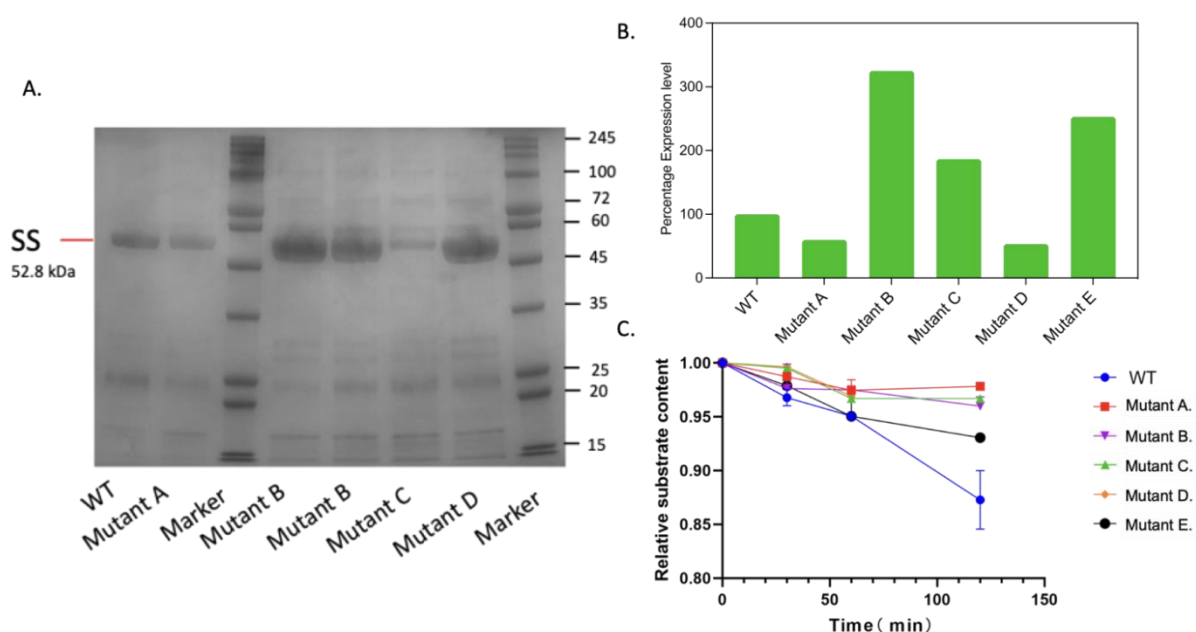 A.
245
100
72
60
45
35
25
20
15
SS
52.8 kDa
WT
Mutant A
Marker
Mutant B
Mutant B
Mutant C
Mutant D
Marker
B.
Percentage Expression level
400
300
200
100
0
WT
Mutant A
Mutant B
Mutant C
Mutant D
Mutant E
C.
Relative substrate content
1.00
0.95
0.90
0.85
0.80
0
50
100
150
Time( min)
WT
Mutant A.
Mutant B.
Mutant C.
Mutant D.
Mutant E.